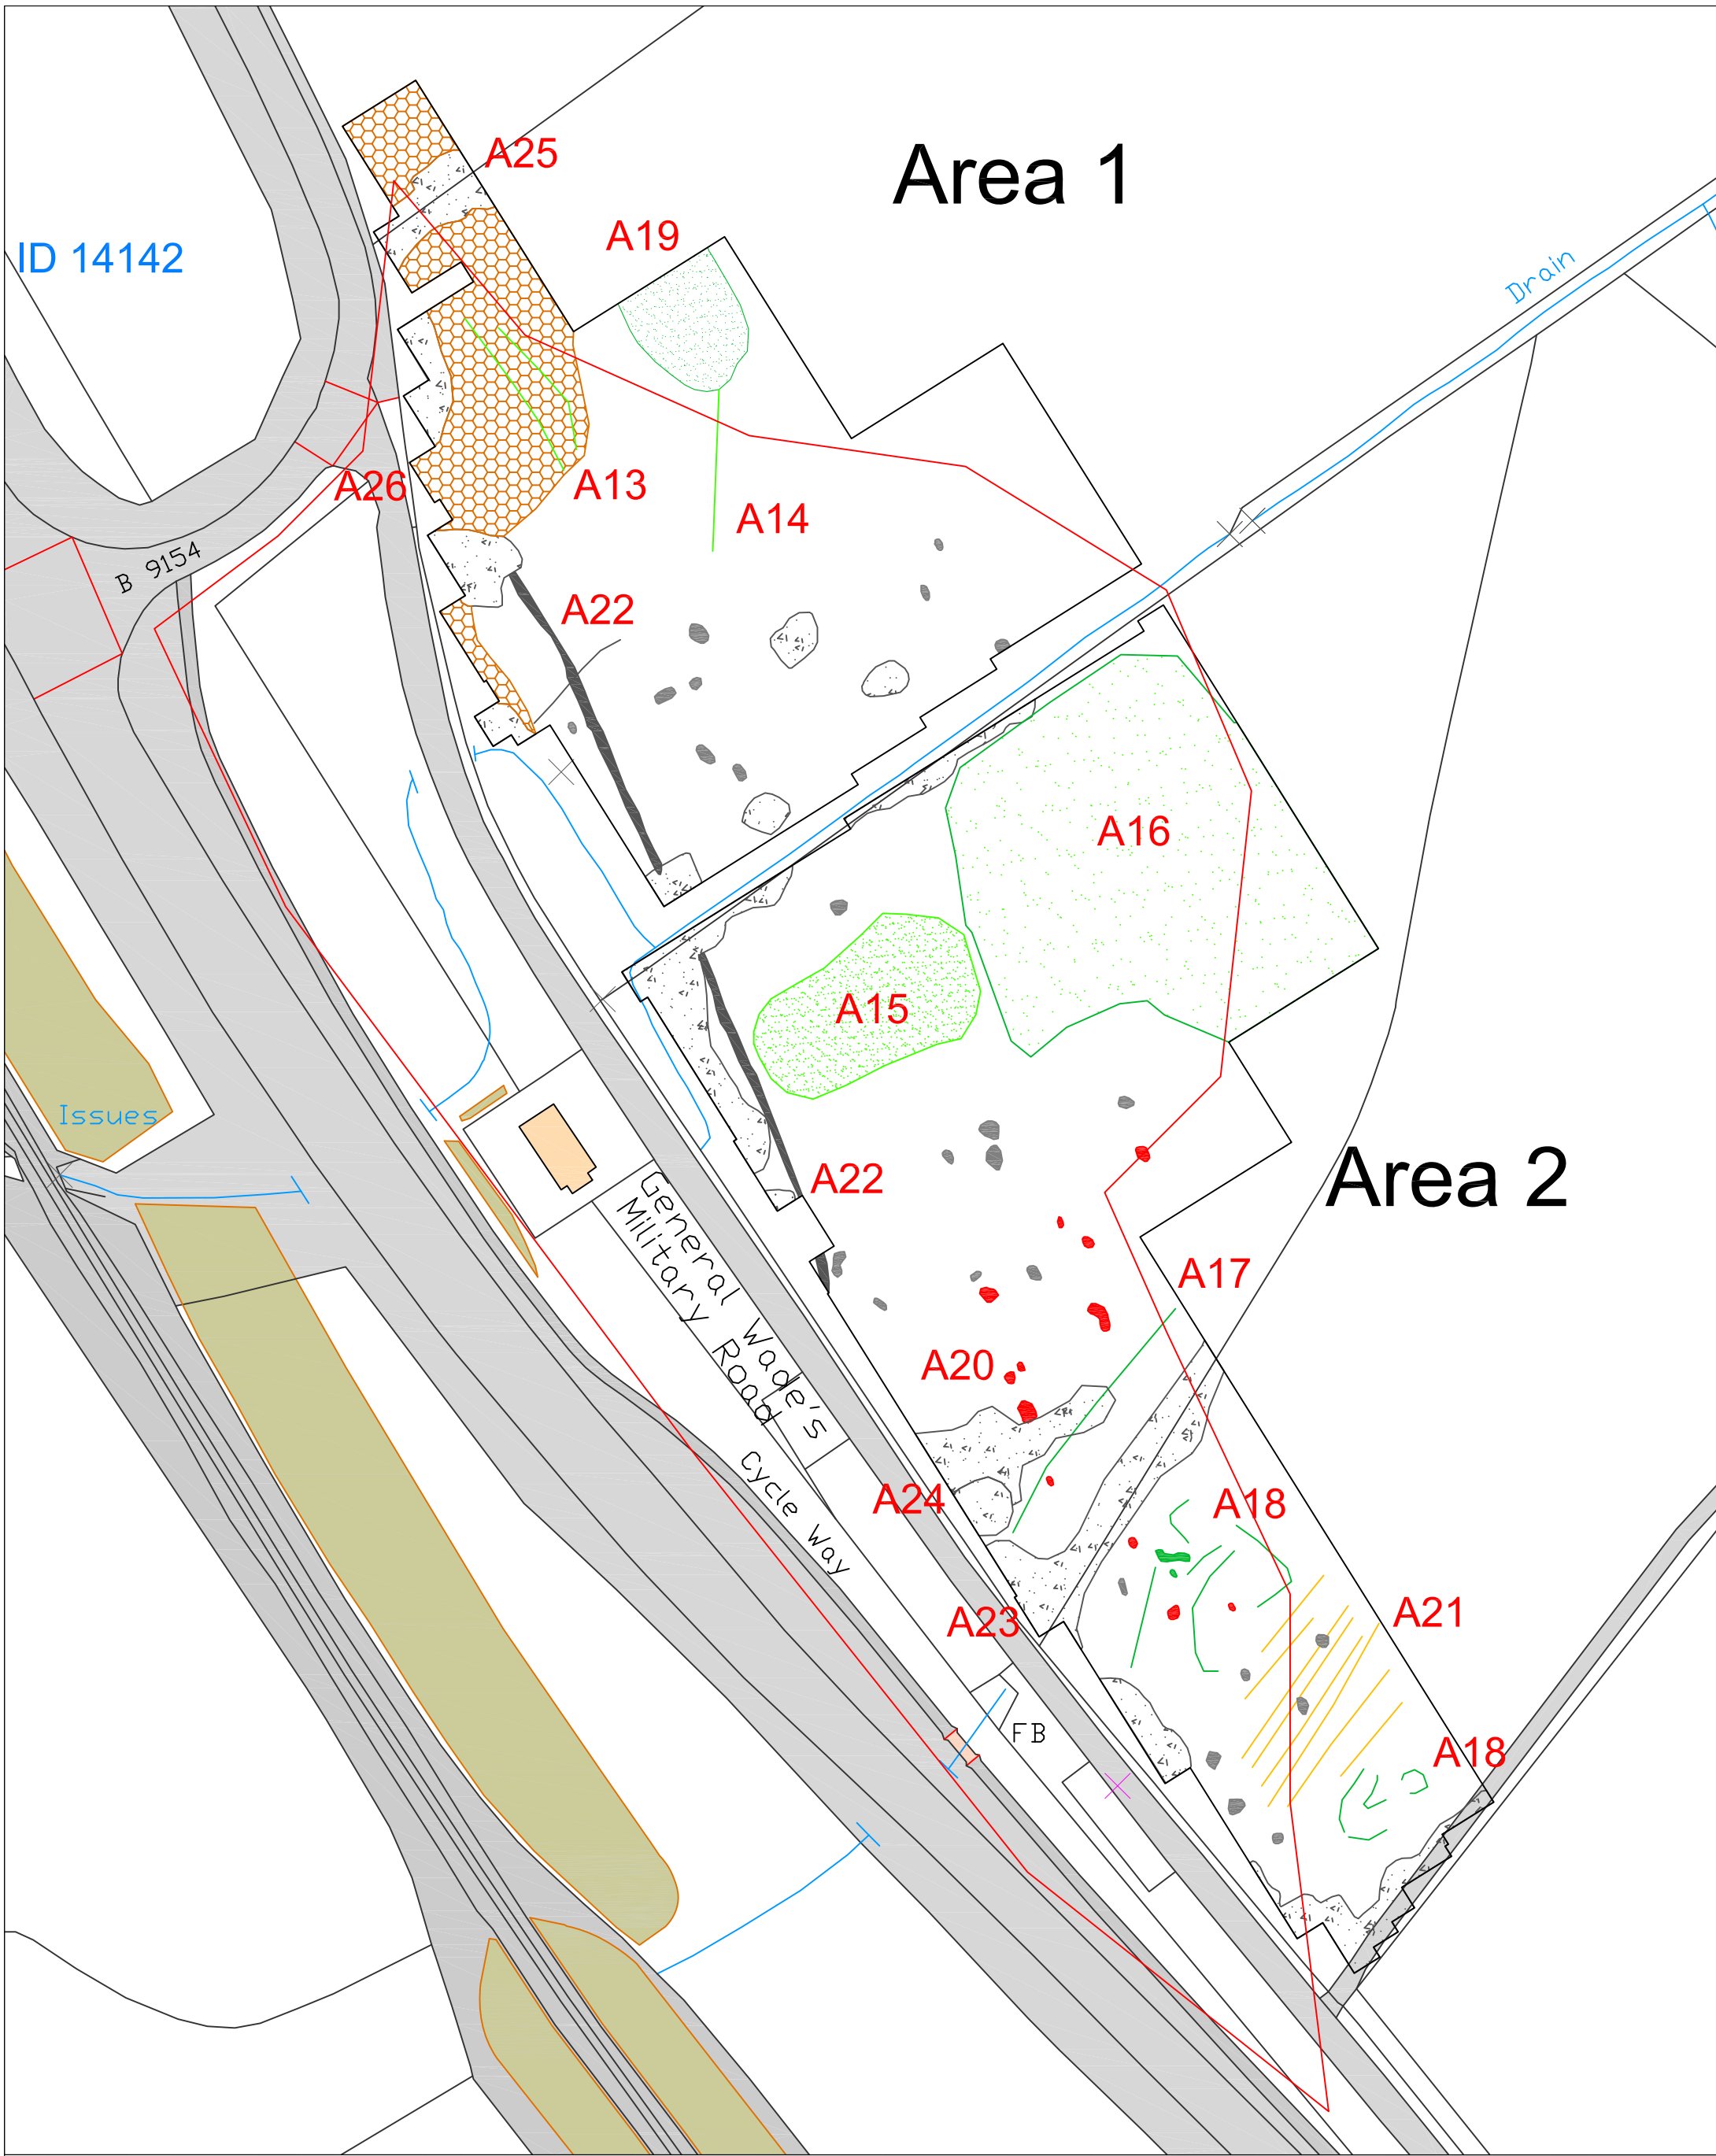 Area 1
A25
A19
ID 14142
Drain
A26
A13
A14
B 9154
A22
A16
A15
Issues
A22
Area 2
General Wade's
Military Road
A17
A20
Cycle Way
A24
A18
A23
A21
FB
A18